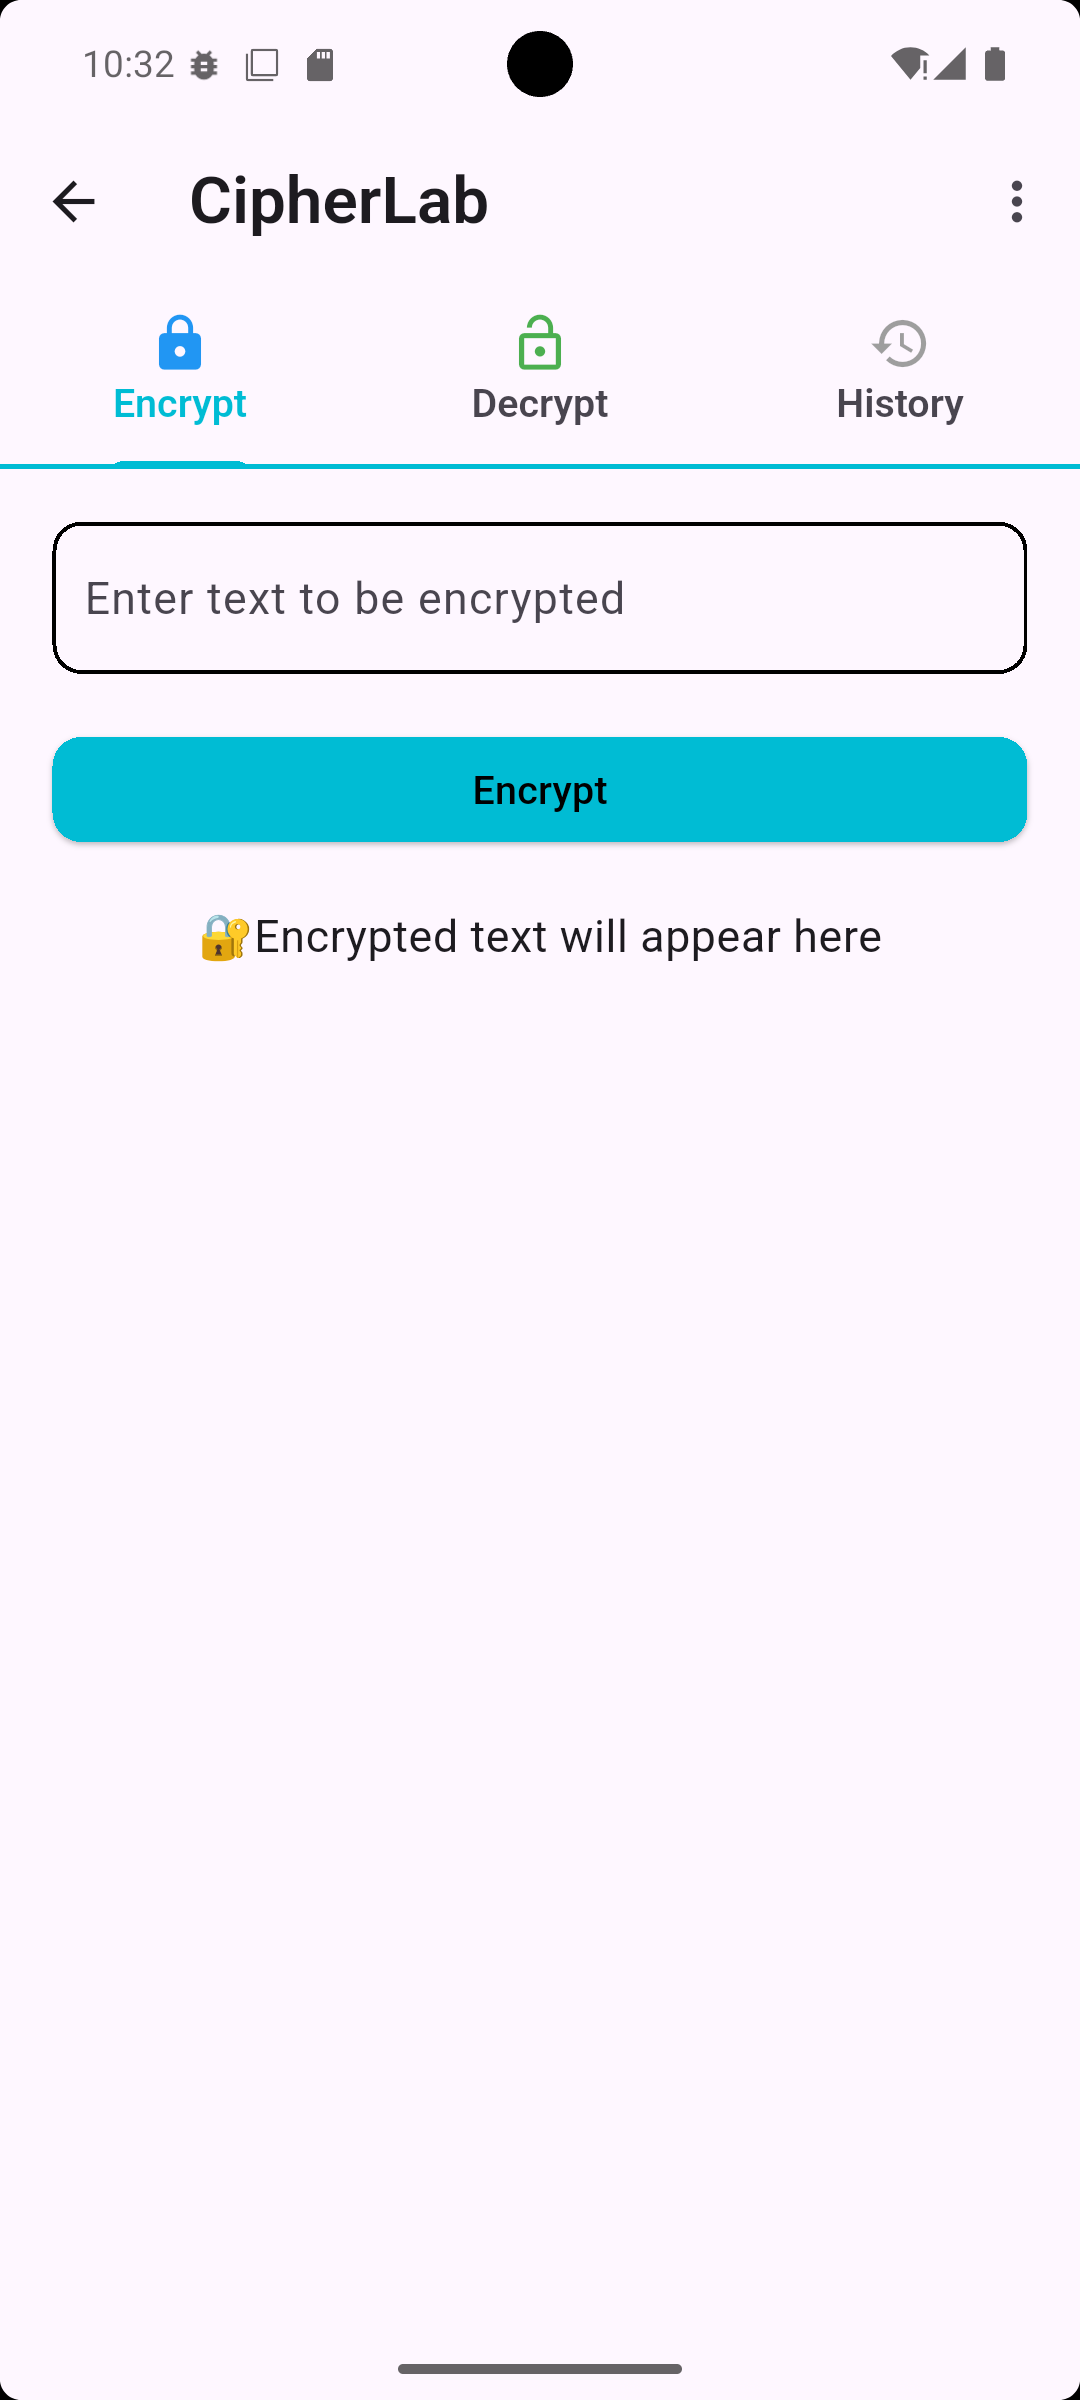 10:32
CipherLab
Encrypt
Decrypt
History
Enter text to be encrypted
Encrypt
🔐Encrypted text will appear here